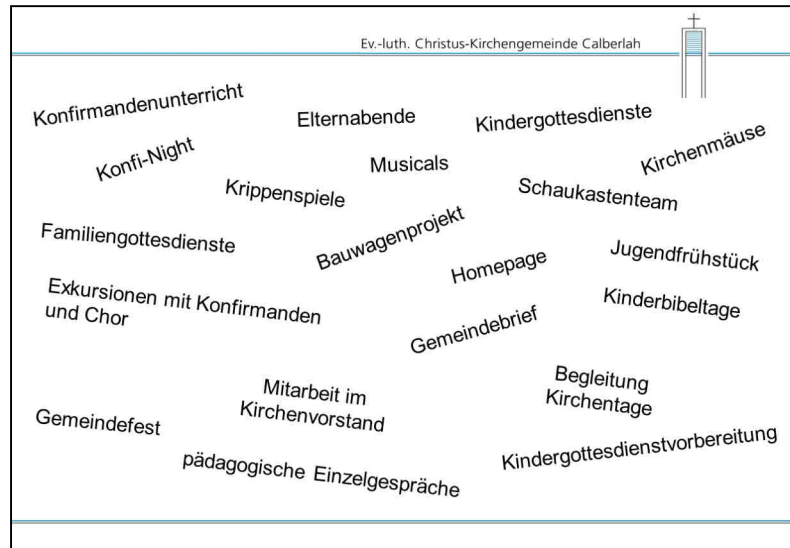 Ev.-luth. Christus-Kirchengemeinde Calberlah
Konfirmandenunterricht
Elternabende
Kindergottesdienste
Konfi-Night
Musicals
Kirchenmäuse
Krippenspiele
Schaukastenteam
Familiengottesdienste
Bauwagenprojekt
Homepage
Jugendfrühstück
Exkursionen mit Konfirmanden
und Chor
Gemeindebrief
Kinderbibeltage
Mitarbeit im
Kirchenvorstand
Begleitung
Kirchentage
Gemeindefest
pädagogische Einzelgespräche
Kindergottesdienstvorbereitung